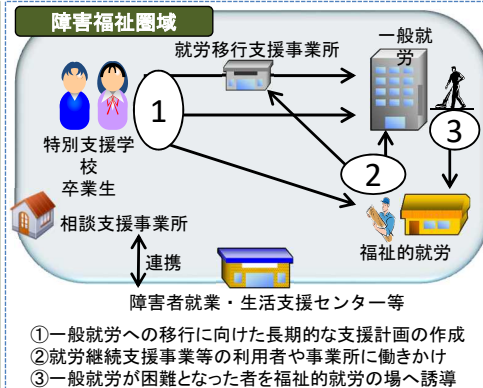 障害福祉圏域
就労移行支援事業所
一般就
労
1
特別支援学
校
卒業生
3
2
相談支援事業所
福祉的就労
連携
障害者就業・生活支援センター等
①一般就労への移行に向けた長期的な支援計画の作成
②就労継続支援事業等の利用者や事業所に働きかけ
③一般就労が困難となった者を福祉的就労の場へ誘導